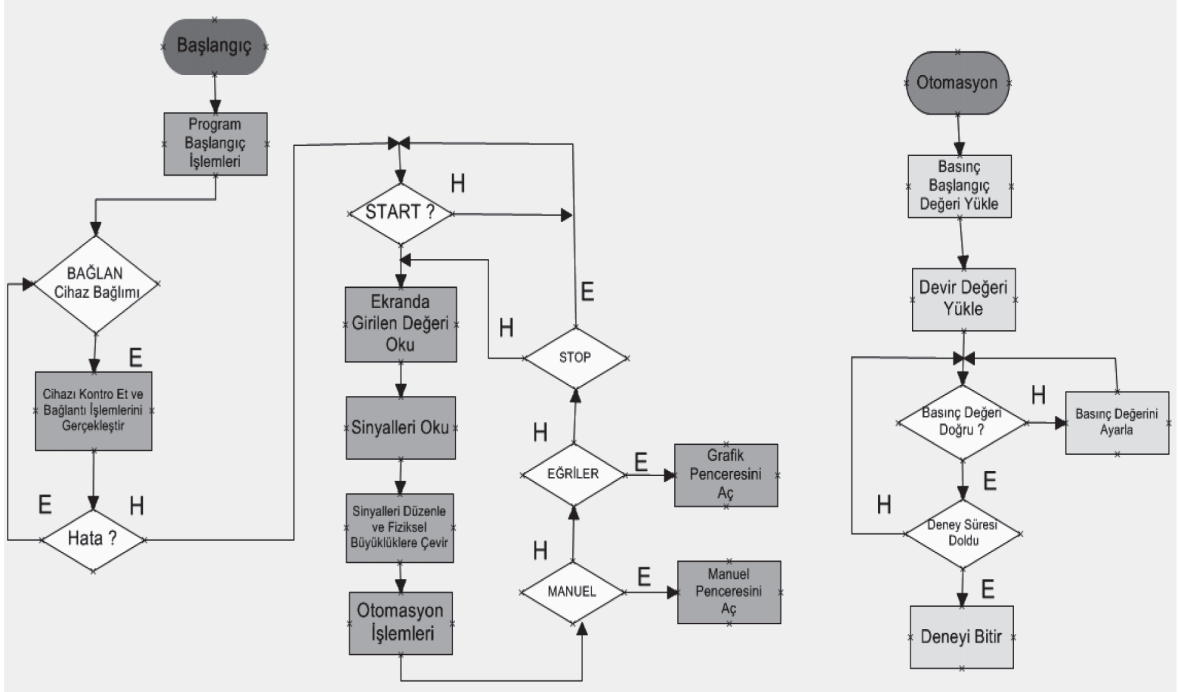 Başlangıç
Program
Başlangıç
İşlemleri
BAĞLAN
Cihaz Bağlımı
E
Cihazı Kontro Et ve
Bağlantı İşlemlerini
Gerçekleştir
E
H
Hata ?
START ?
H
Ekranda
Girilen Değeri
Oku
Sinyalleri Oku
Sinyalleri Düzenle
ve Fiziksel
Büyüklüklere Çevir
Otomasyon
İşlemleri
E
H
STOP
H
EĞRİLER
E
Grafik
Penceresini
Aç
H
MANUEL
E
Manuel
Penceresini
Aç
Otomasyon
Basınç
Başlangıç
Değeri Yükle
Devir Değeri
Yükle
Basınç Değeri
Doğru ?
H
Basınç Değerini
Ayarla
E
H
Deney Süresi
Doldu
E
Deneyi Bitir